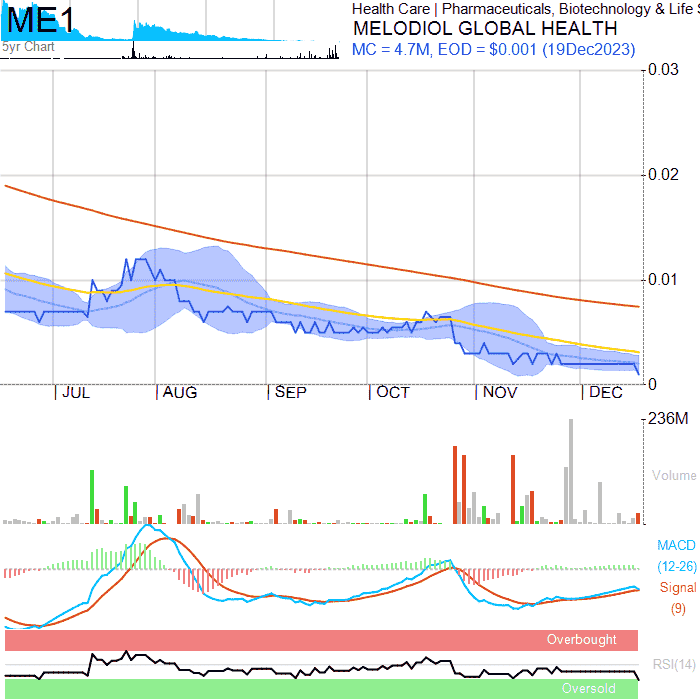 ME1
5yr Chart
Health Care | Pharmaceuticals, Biotechnology & Life S
MELODIOL GLOBAL HEALTH
MC = 4.7M, EOD = $0.001 (19Dec2023)
0.03
0.02
0.01
0
JUL AUG SEP OCT NOV DEC
236M
Volume
MACD
(12-26)
Signal
(9)
Overbought
RSI(14)
Oversold